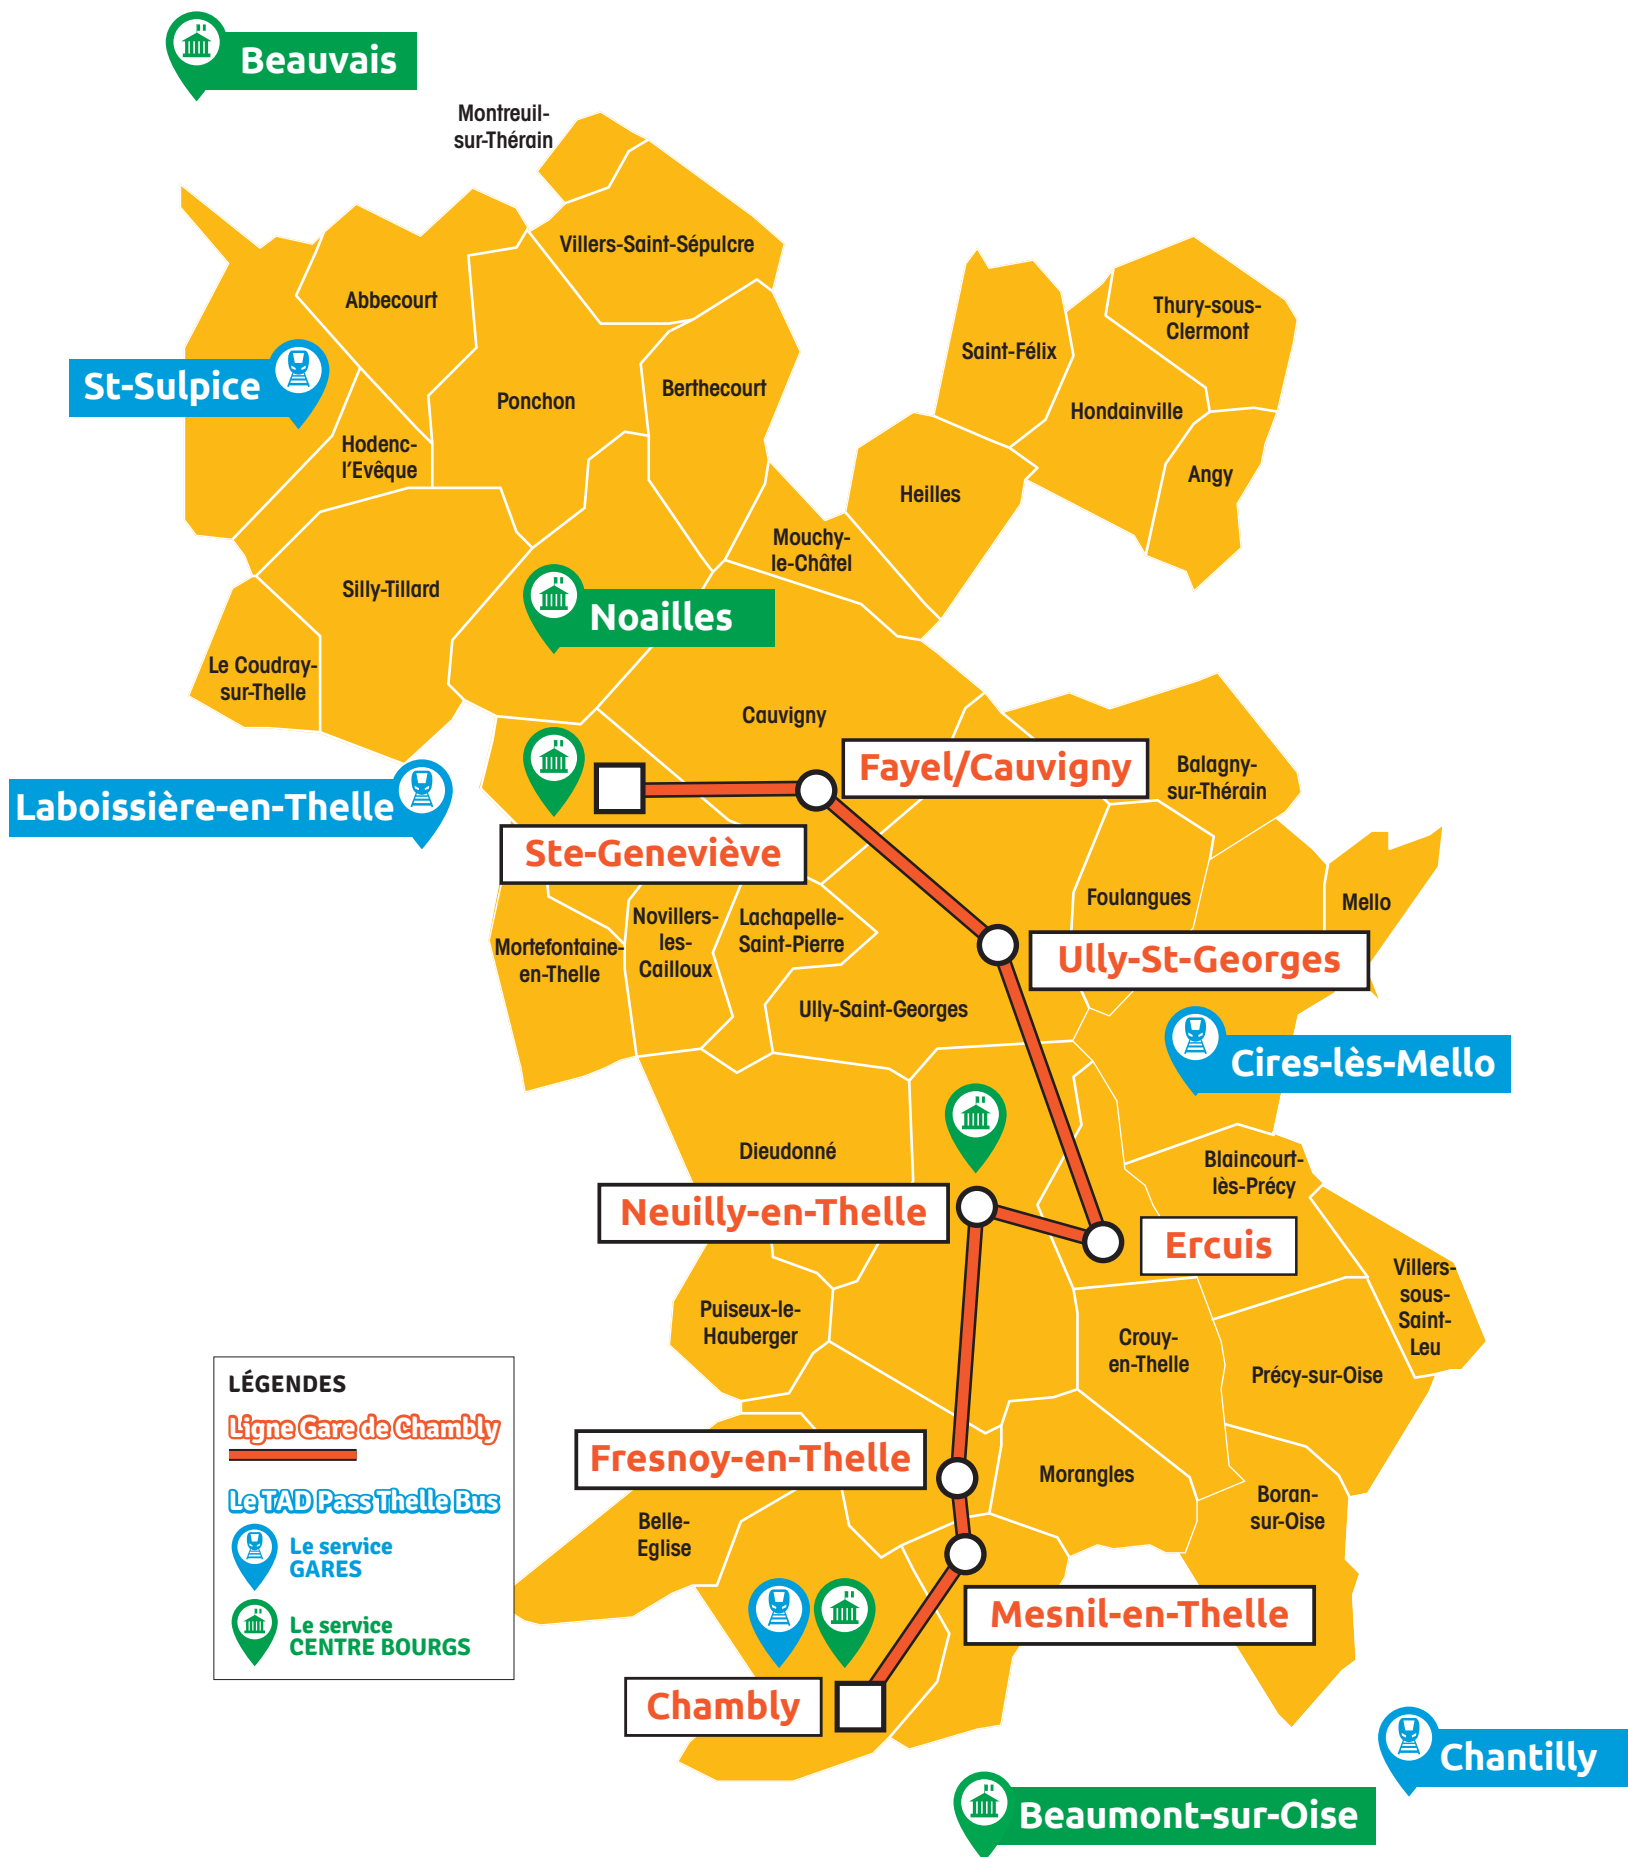 Beauvais
Montreuil-
sur-Thérain
Villers-Saint-Sépulcre
Abbecourt
Thury-sous-
Clermont
Saint-Félix
St-Sulpice
Ponchon
Berthecourt
Hondainville
Hodenc-
l'Evêque
Angy
Heilles
Mouchy-
le-Châtel
Silly-Tillard
Noailles
Le Coudray-
sur-Thelle
Cauvigny
Fayel/Cauvigny
Balagny-
sur-Thérain
Laboissière-en-Thelle
Ste-Geneviève
Foulangues
Mello
Novillers-
les-
Cailloux
Lachapelle-
Saint-Pierre
Mortefontaine-
en-Thelle
Ully-St-Georges
Ully-Saint-Georges
Cires-lès-Mello
Dieudonné
Blaincourt-
lès-Précy
Neuilly-en-Thelle
Ercuis
Villers-
sous-
Saint-
Leu
Puiseux-le-
Hauberger
Crouy-
en-Thelle
Précy-sur-Oise
LÉGENDES
Ligne Gare de Chambly
Le TAD Pass Thelle Bus
Le service
GARES
Le service
CENTRE BOURGS
Fresnoy-en-Thelle
Morangles
Boran-
sur-Oise
Belle-
Eglise
Mesnil-en-Thelle
Chambly
Chantilly
Beaumont-sur-Oise